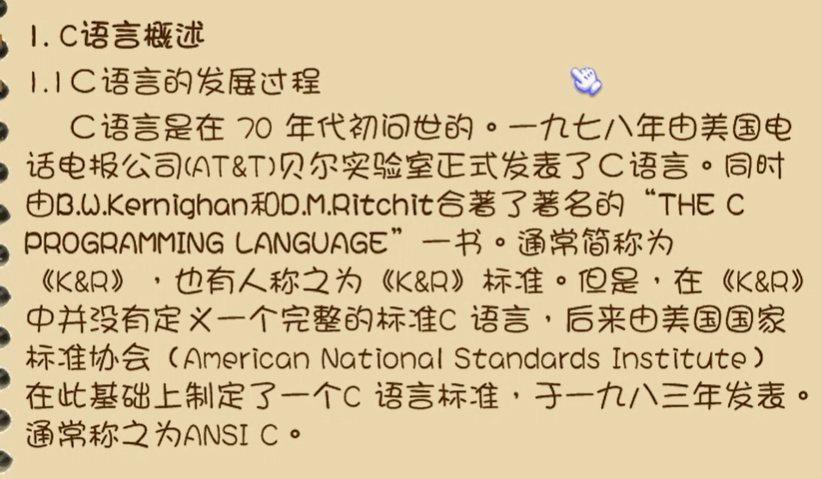 1. C语言概述
1.1C语言的发展过程
C语言是在 70 年代初问世的。一九七八年由美国电
话电报公司(AT&T)贝尔实验室正式发表了C语言。同时
由B.W.Kernighan和D.M.Ritchit合著了著名的“THE C
PROGRAMMING LANGUAGE”一书。通常简称为
《K&R》，也有人称之为《K&R》标准。但是，在《K&R》
中并没有定义一个完整的标准C 语言，后来由美国国家
标准协会（American National Standards Institute）
在此基础上制定了一个C 语言标准，于一九八三年发表。
通常称之为ANSI C。